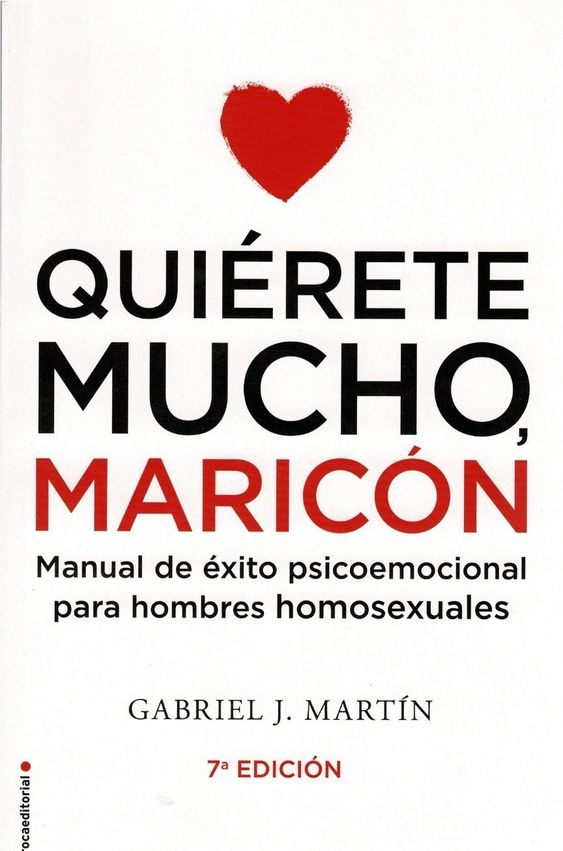 QUIÉRETE
MUCHO,
MARICÓN
Manual de éxito psicoemocional
para hombres homosexuales
GABRIEL J. MARTÍN
7ª EDICIÓN
rocaeditorial